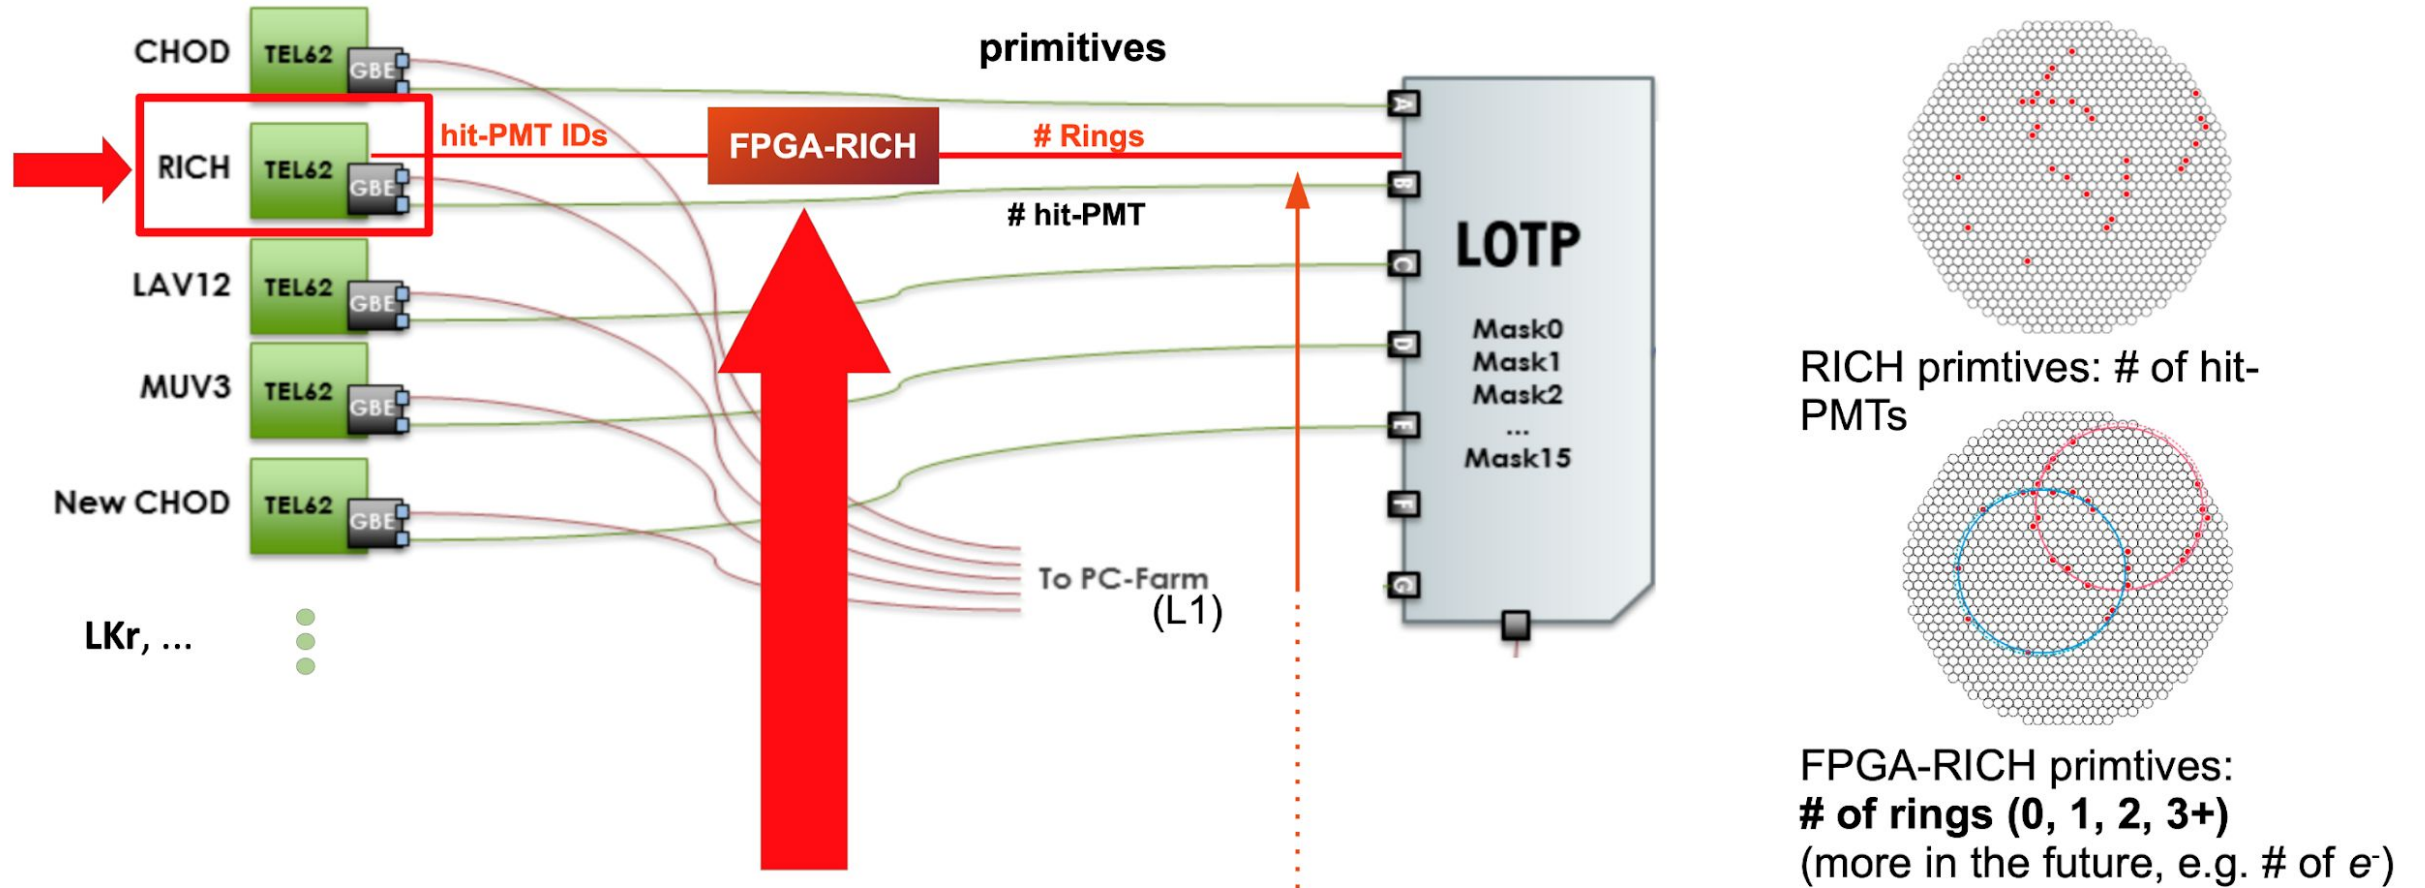 primitives
CHOD TEL62 GBE
RICH TEL62 GBE
hit-PMT IDs
FPGA-RICH
# Rings
# hit-PMT
LAV12 TEL62 GBE
MUV3 TEL62 GBE
New CHOD TEL62 GBE
LKr, ...
To PC-Farm
(L1)
A
B
C
D
E
F
G
L0TP
Mask0
Mask1
Mask2
...
Mask15
RICH primtives: # of hit-
PMTs
FPGA-RICH primtives:
# of rings (0, 1, 2, 3+)
(more in the future, e.g. # of e-)